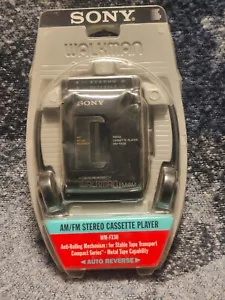 SONY
WALKMAN
SONY
AM/FM STEREO CASSETTE PLAYER
WM-FX30
Anti-Rolling Mechanism: for Stable Tape Transport
Compact Series™ · Metal Tape Capability
AUTO REVERSE